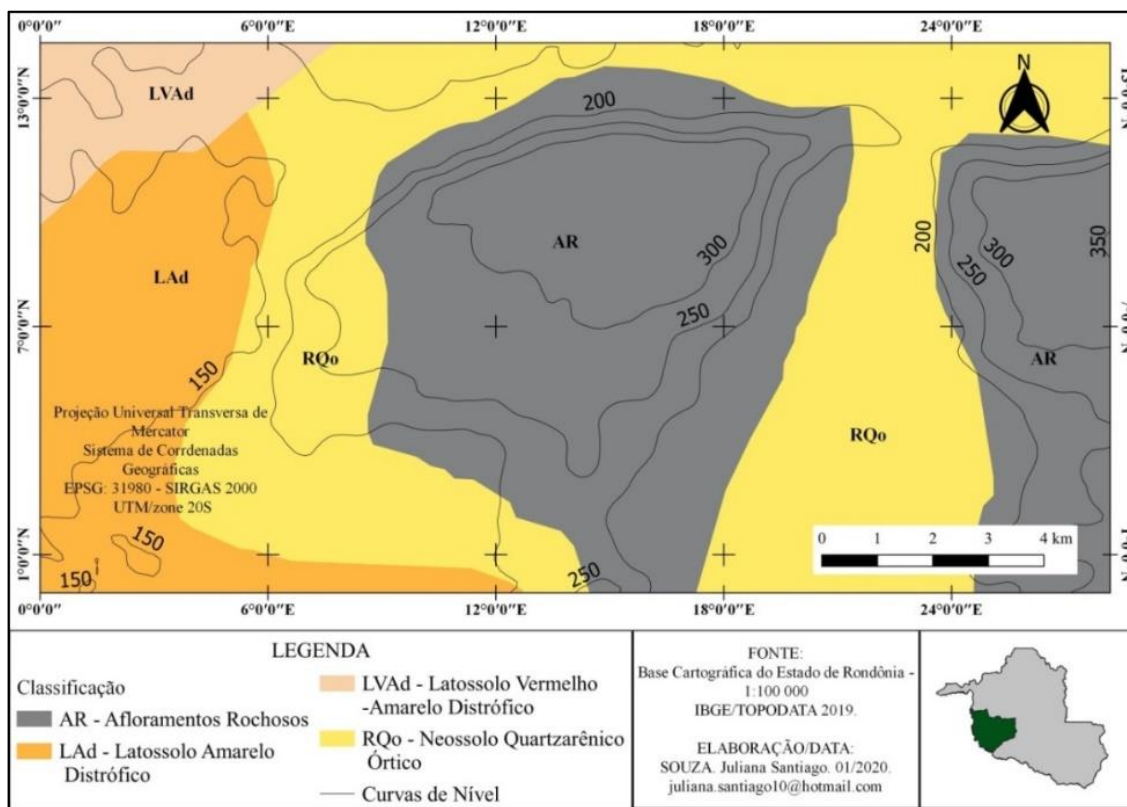 0°0'0"
6°0'0"E
12°0'0"E
18°0'0"E
24°0'0"E
13°0'0"N
7°0'0"N
1°0'0"N
LVAd
200
N
AR
LAd
300
250
200
300
250
350
RQo
AR
150
RQo
Projeção Universal Transversa de
Mercator
Sistema de Corrdenadas
Geográficas
EPSG: 31980 - SIRGAS 2000
UTM/zone 20S
150
150
250
0 1 2 3 4 km
0°0'0"
6°0'0"E
12°0'0"E
18°0'0"E
24°0'0"E
LEGENDA
Classificação
AR - Afloramentos Rochosos
LAd - Latossolo Amarelo
Distrófico
LVAd - Latossolo Vermelho
-Amarelo Distrófico
RQo - Neossolo Quartzarênico
Órtico
Curvas de Nível
FONTE:
Base Cartográfica do Estado de Rondônia -
1:100 000
IBGE/TOPODATA 2019.
ELABORAÇÃO/DATA:
SOUZA. Juliana Santiago. 01/2020.
juliana.santiago10@hotmail.com